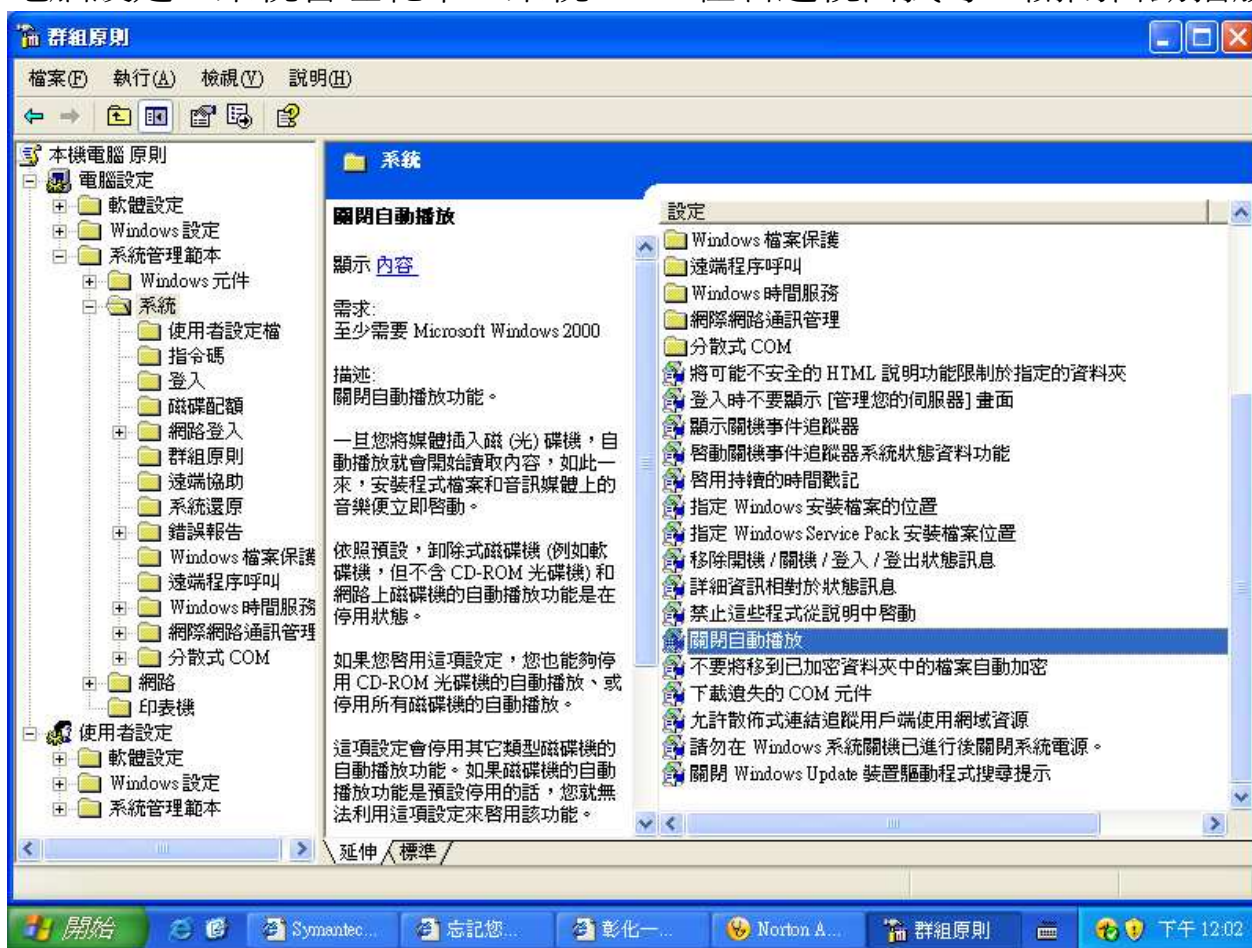 群組原則
檔案(F) 執行(A) 檢視(V) 說明(H)
本機電腦 原則
電腦設定
軟體設定
Windows 設定
系統管理範本
Windows 元件
系統
使用者設定檔
指令碼
登入
磁碟配額
網路登入
群組原則
遠端協助
系統還原
錯誤報告
Windows 檔案保護
遠端程序呼叫
Windows 時間服務
網際網路通訊管理
分散式 COM
網路
印表機
使用者設定
軟體設定
Windows 設定
系統管理範本
系統
關閉自動播放
顯示 內容
需求:
至少需要 Microsoft Windows 2000
描述:
關閉自動播放功能。
一旦您將媒體插入磁 (光) 碟機，自
動播放就會開始讀取內容，如此一
來，安裝程式檔案和音訊媒體上的
音樂便立即啓動。
依照預設，卸除式磁碟機 (例如軟
碟機，但不含 CD-ROM 光碟機) 和
網路上磁碟機的自動播放功能是在
停用狀態。
如果您啓用這項設定，您也能夠停
用 CD-ROM 光碟機的自動播放、或
停用所有磁碟機的自動播放。
這項設定會停用其它類型磁碟機的
自動播放功能。如果磁碟機的自動
播放功能是預設停用的話，您就無
法利用這項設定來啓用該功能。
設定
Windows 檔案保護
遠端程序呼叫
Windows 時間服務
網際網路通訊管理
分散式 COM
將可能不安全的 HTML 說明功能限制於指定的資料夾
登入時不要顯示 [管理您的伺服器] 畫面
顯示關機事件追蹤器
啓動關機事件追蹤器系統狀態資料功能
啓用持續的時間戳記
指定 Windows 安裝檔案的位置
指定 Windows Service Pack 安裝檔案位置
移除開機 / 關機 / 登入 / 登出狀態訊息
詳細資訊相對於狀態訊息
禁止這些程式從說明中啓動
關閉自動播放
不要將移到已加密資料夾中的檔案自動加密
下載遺失的 COM 元件
允許散佈式連結追蹤用戶端使用網域資源
請勿在 Windows 系統關機已進行後關閉系統電源。
關閉 Windows Update 裝置驅動程式搜尋提示
延伸 標準
開始 Symantec... 忘記您... 彰化一... Norton A... 群組原則 下午 12:02